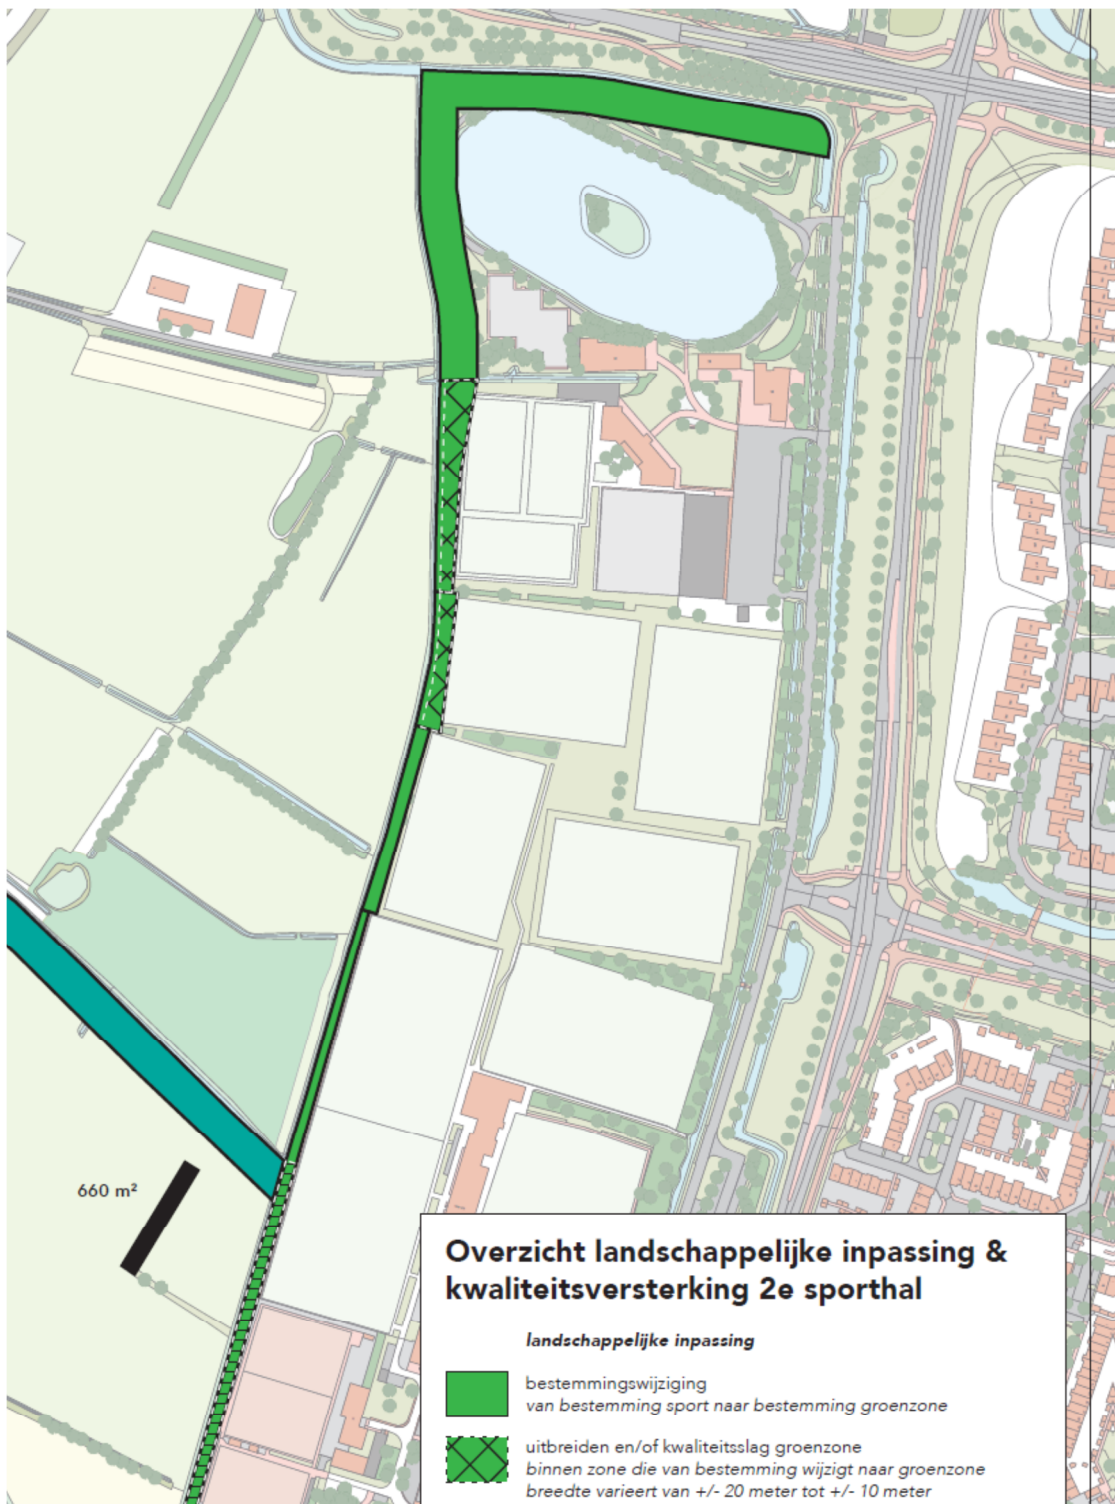 660 m²
Overzicht landschappelijke inpassing &
kwaliteitsversterking 2e sporthal
landschappelijke inpassing
bestemmingswijziging
van bestemming sport naar bestemming groenzone
uitbreiden en/of kwaliteitsslag groenzone
binnen zone die van bestemming wijzigt naar groenzone
breedte varieert van +/- 20 meter tot +/- 10 meter